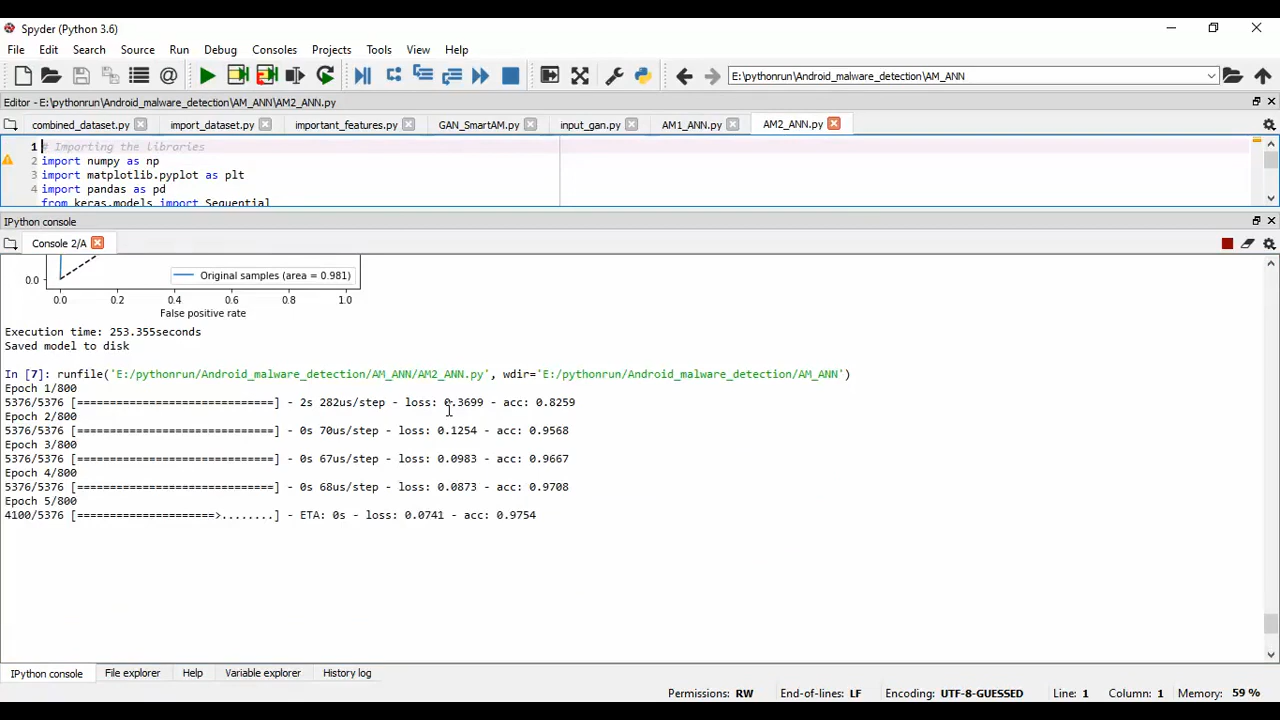 Spyder (Python 3.6)
File Edit Search Source Run Debug Consoles Projects Tools View Help
E:\pythonrun\Android_malware_detection\AM_ANN
Editor - E:\pythonrun\Android_malware_detection\AM_ANN\AM2_ANN.py
combined_dataset.py import_dataset.py important_features.py GAN_SmartAM.py input_gan.py AM1_ANN.py AM2_ANN.py
1 # Importing the libraries
2 import numpy as np
3 import matplotlib.pyplot as plt
4 import pandas as pd
from keras.models import Sequential
IPython console
Console 2/A
0.0 Original samples (area = 0.981)
0.0 0.2 0.4 0.6 0.8 1.0
False positive rate
Execution time: 253.355seconds
Saved model to disk
In [7]: runfile('E:/pythonrun/Android_malware_detection/AM_ANN/AM2_ANN.py', wdir='E:/pythonrun/Android_malware_detection/AM_ANN')
Epoch 1/800
5376/5376 [==============================] - 2s 282us/step - loss: 0.3699 - acc: 0.8259
Epoch 2/800
5376/5376 [==============================] - 0s 70us/step - loss: 0.1254 - acc: 0.9568
Epoch 3/800
5376/5376 [==============================] - 0s 67us/step - loss: 0.0983 - acc: 0.9667
Epoch 4/800
5376/5376 [==============================] - 0s 68us/step - loss: 0.0873 - acc: 0.9708
Epoch 5/800
4100/5376 [=====================>........] - ETA: 0s - loss: 0.0741 - acc: 0.9754
IPython console File explorer Help Variable explorer History log
Permissions: RW End-of-lines: LF Encoding: UTF-8-GUESSED Line: 1 Column: 1 Memory: 59 %